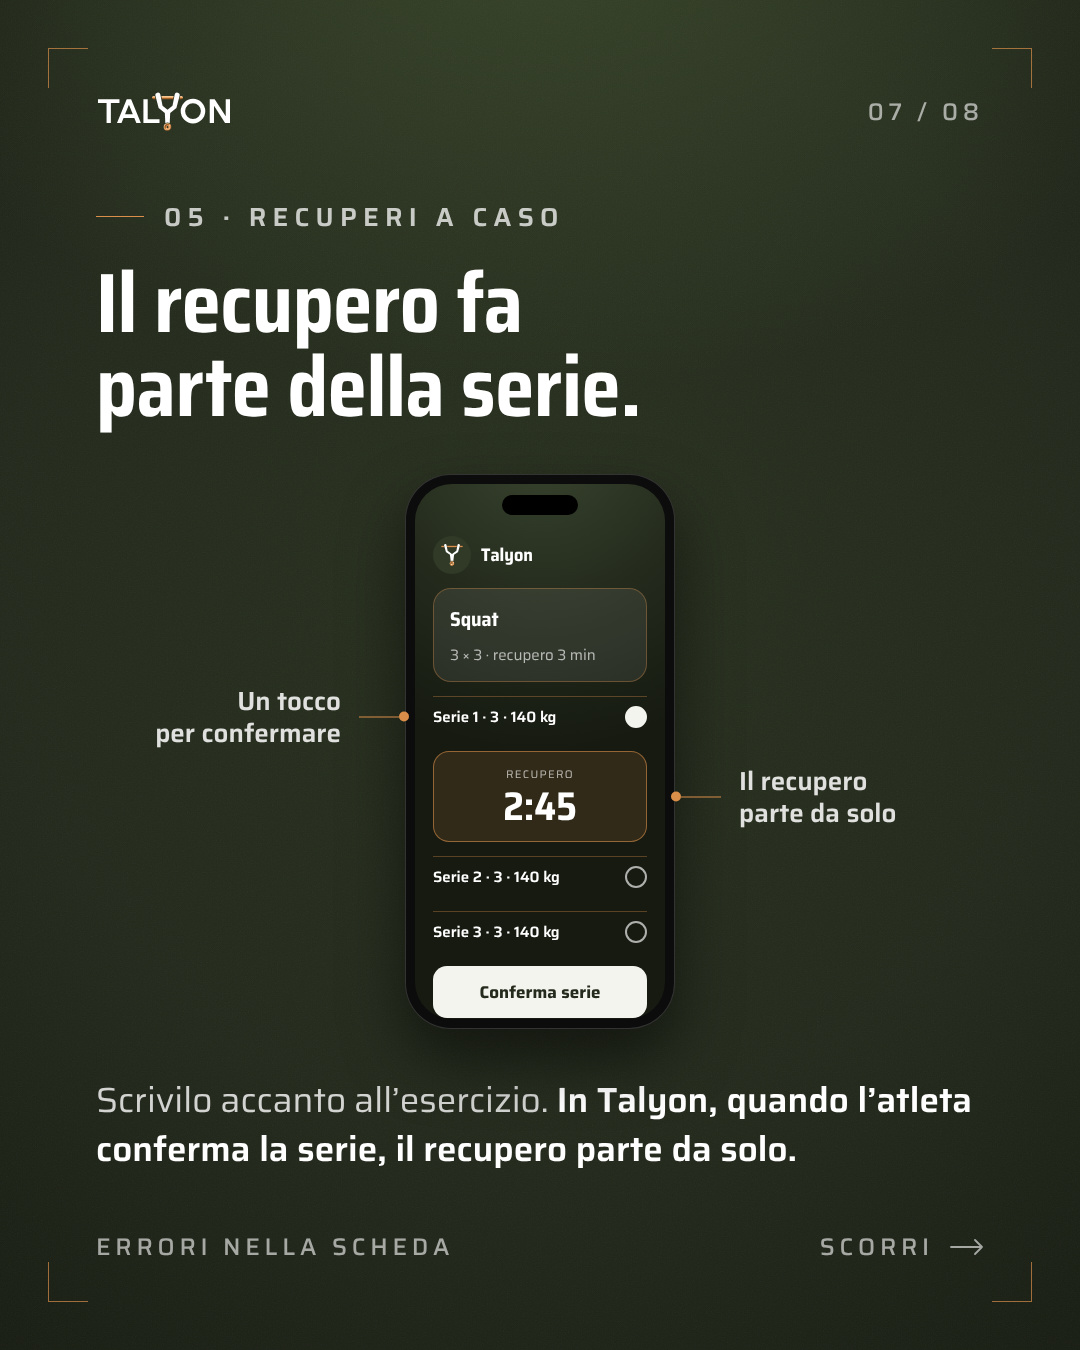 TALYON
07 / 08
05 · RECUPERI A CASO
Il recupero fa
parte della serie.
Talyon
Squat
3 × 3 · recupero 3 min
Un tocco
per confermare
Serie 1 · 3 · 140 kg
RECUPERO
2:45
Il recupero
parte da solo
Serie 2 · 3 · 140 kg
Serie 3 · 3 · 140 kg
Conferma serie
Scrivilo accanto all’esercizio. In Talyon, quando l’atleta
conferma la serie, il recupero parte da solo.
ERRORI NELLA SCHEDA
SCORRI →